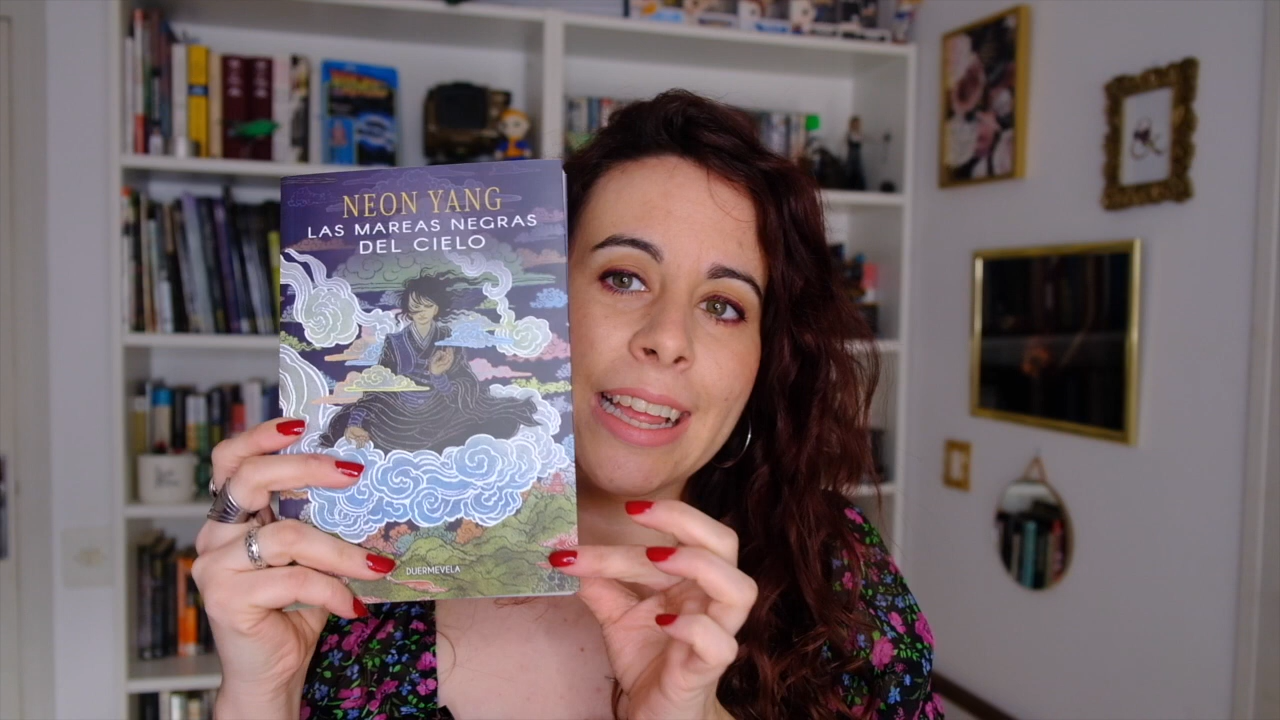 NEON YANG
LAS MAREAS NEGRAS
DEL CIELO
DUERMEVELA
&